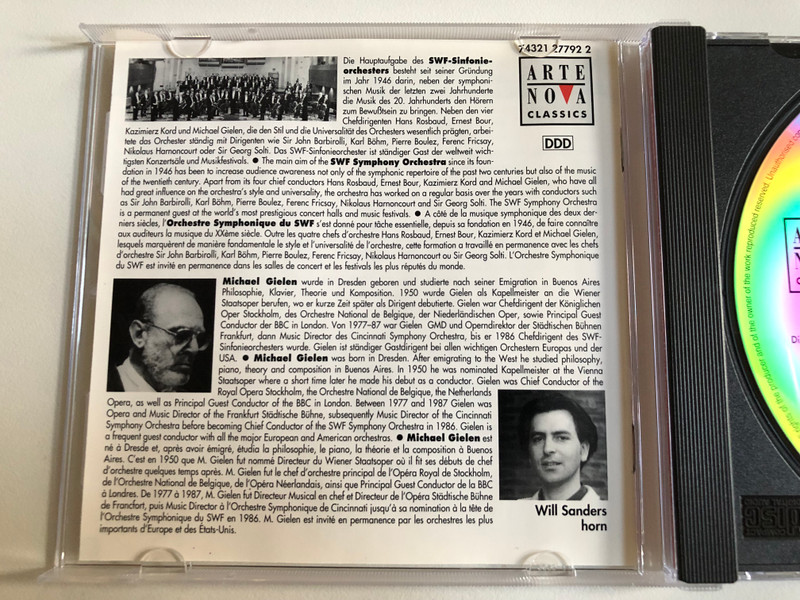 74321 27792 2
ARTE
NOVA
CLASSICS
DDD
Die Hauptaufgabe des SWF-Sinfonie-
orchesters besteht seit seiner Gründung
im Jahr 1946 darin, neben der symphoni-
schen Musik der letzten zwei Jahrhunderte
die Musik des 20. Jahrhunderts den Hörern
zum Bewußtsein zu bringen. Neben den vier
Chefdirigenten Hans Rosbaud, Ernest Bour,
Kazimierz Kord und Michael Gielen, die den Stil und die Universalität des Orchesters wesentlich prägten, arbei-
tete das Orchester ständig mit Dirigenten wie Sir John Barbirolli, Karl Böhm, Pierre Boulez, Ferenc Fricsay,
Nikolaus Harnoncourt oder Sir Georg Solti. Das SWF-Sinfonieorchester ist ständiger Gast der weltweit wich-
tigsten Konzertsäle und Musikfestivals. ● The main aim of the SWF Symphony Orchestra since its foun-
dation in 1946 has been to increase audience awareness not only of the symphonic repertoire of the past two centuries but also of the music
of the twentieth century. Apart from its four chief conductors Hans Rosbaud, Ernest Bour, Kazimierz Kord and Michael Gielen, who have all
had great influence on the orchestra's style and universality, the orchestra has worked on a regular basis over the years with conductors such
as Sir John Barbirolli, Karl Böhm, Pierre Boulez, Ferenc Fricsay, Nikolaus Harnoncourt and Sir Georg Solti. The SWF Symphony Orchestra
is a permanent guest at the world's most prestigious concert halls and music festivals. ● A côté de la musique symphonique des deux der-
niers siècles, l'Orchestre Symphonique du SWF s'est donné pour tâche essentielle, depuis sa fondation en 1946, de faire connaître
aux auditeurs la musique du XXème siècle. Outre les quatre chefs d'orchestre Hans Rosbaud, Ernest Bour, Kazimierz Kord et Michael Gielen,
lesquels marquèrent de manière fondamentale le style et l'universalité de l'orchestre, cette formation a travaillé en permanence avec les chefs
d'orchestre Sir John Barbirolli, Karl Böhm, Pierre Boulez, Ferenc Fricsay, Nikolaus Harnoncourt ou Sir Georg Solti. L'Orchestre Symphonique
du SWF est invité en permanence dans les salles de concert et les festivals les plus réputés du monde.
Michael Gielen wurde in Dresden geboren und studierte nach seiner Emigration in Buenos Aires
Philosophie, Klavier, Theorie und Komposition. 1950 wurde Gielen als Kapellmeister an die Wiener
Staatsoper berufen, wo er kurze Zeit später als Dirigent debutierte. Gielen war Chefdirigent der Königlichen
Oper Stockholm, des Orchestre National de Belgique, der Niederländischen Oper, sowie Principal Guest
Conductor der BBC in London. Von 1977-87 war Gielen GMD und Operndirektor der Städtischen Bühnen
Frankfurt, dann Music Director des Cincinnati Symphony Orchestra, bis er 1986 Chefdirigent des SWF-
Sinfonieorchesters wurde. Gielen ist ständiger Gastdirigent bei allen wichtigen Orchestern Europas und der
USA. ● Michael Gielen was born in Dresden. After emigrating to the West he studied philosophy,
piano, theory and composition in Buenos Aires. In 1950 he was nominated Kapellmeister at the Vienna
Staatsoper where a short time later he made his debut as a conductor. Gielen was Chief Conductor of the
Royal Opera Stockholm, the Orchestre National de Belgique, the Netherlands
Opera, as well as Principal Guest Conductor of the BBC in London. Between 1977 and 1987 Gielen was
Opera and Music Director of the Frankfurt Städtische Bühne, subsequently Music Director of the Cincinnati
Symphony Orchestra before becoming Chief Conductor of the SWF Symphony Orchestra in 1986. Gielen is
a frequent guest conductor with all the major European and American orchestras. ● Michael Gielen est
né à Dresde et, après avoir émigré, étudia la philosophie, le piano, la théorie et la composition à Buenos
Aires. C'est en 1950 que M. Gielen fut nommé Directeur du Wiener Staatsoper où il fit ses débuts de chef
d'orchestre quelques temps après. M. Gielen fut le chef d'orchestre principal de l'Opéra Royal de Stockholm,
de l'Orchestre National de Belgique, de l'Opéra Néerlandais, ainsi que Principal Guest Conductor de la BBC
à Londres. De 1977 à 1987, M. Gielen fut Directeur Musical en chef et Directeur de l'Opéra Städtische Bühne
de Francfort, puis Music Director à l'Orchestre Symphonique de Cincinnati jusqu'à sa nomination à la tête de
l'Orchestre Symphonique du SWF en 1986. M. Gielen est invité en permanence par les orchestres les plus
importants d'Europe et des États-Unis.
Will Sanders
horn
of the producer and of the owner of the work reproduced reserved. Unauthorised
disc